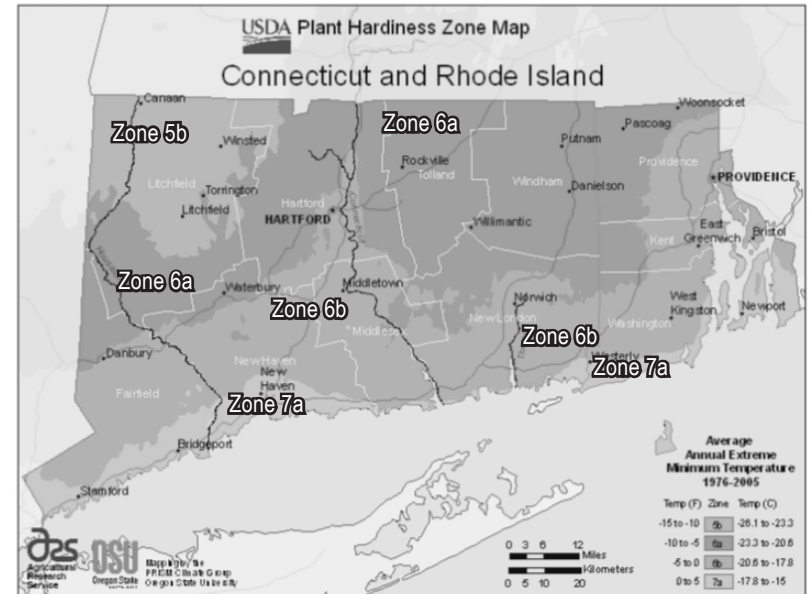 USDA Plant Hardiness Zone Map
Connecticut and Rhode Island
Canaan
Woonsocket
Zone 5b
Zone 6a
Pascoag
Winsted
Putnam
Rockville
Tolland
Providence
Litchfield
Windham
PROVIDENCE
Torrington
Danielson
Litchfield
Hartford
HARTFORD
Willimantic
East
Greenwich
Bristol
Kent
Zone 6a
Waterbury
Middletown
Zone 6b
Norwich
West
Kingston
Newport
Middlesex
New London
Washington
Zone 6b
Danbury
Westerly
Zone 7a
New Haven
New
Haven
Fairfield
Zone 7a
Bridgeport
Stamford
Average
Annual Extreme
Minimum Temperature
1976-2005
Temp (F) Zone Temp (C)
-15 to -10 5b -26.1 to -23.3
-10 to -5 6a -23.3 to -20.6
-5 to 0 6b -20.6 to -17.8
0 to 5 7a -17.8 to -15
Agricultural
Research
Service
OSU
Oregon State
Mapping by the
PRISM Climate Group
Oregon State University
0 3 6 12
Miles
Kilometers
0 5 10 20